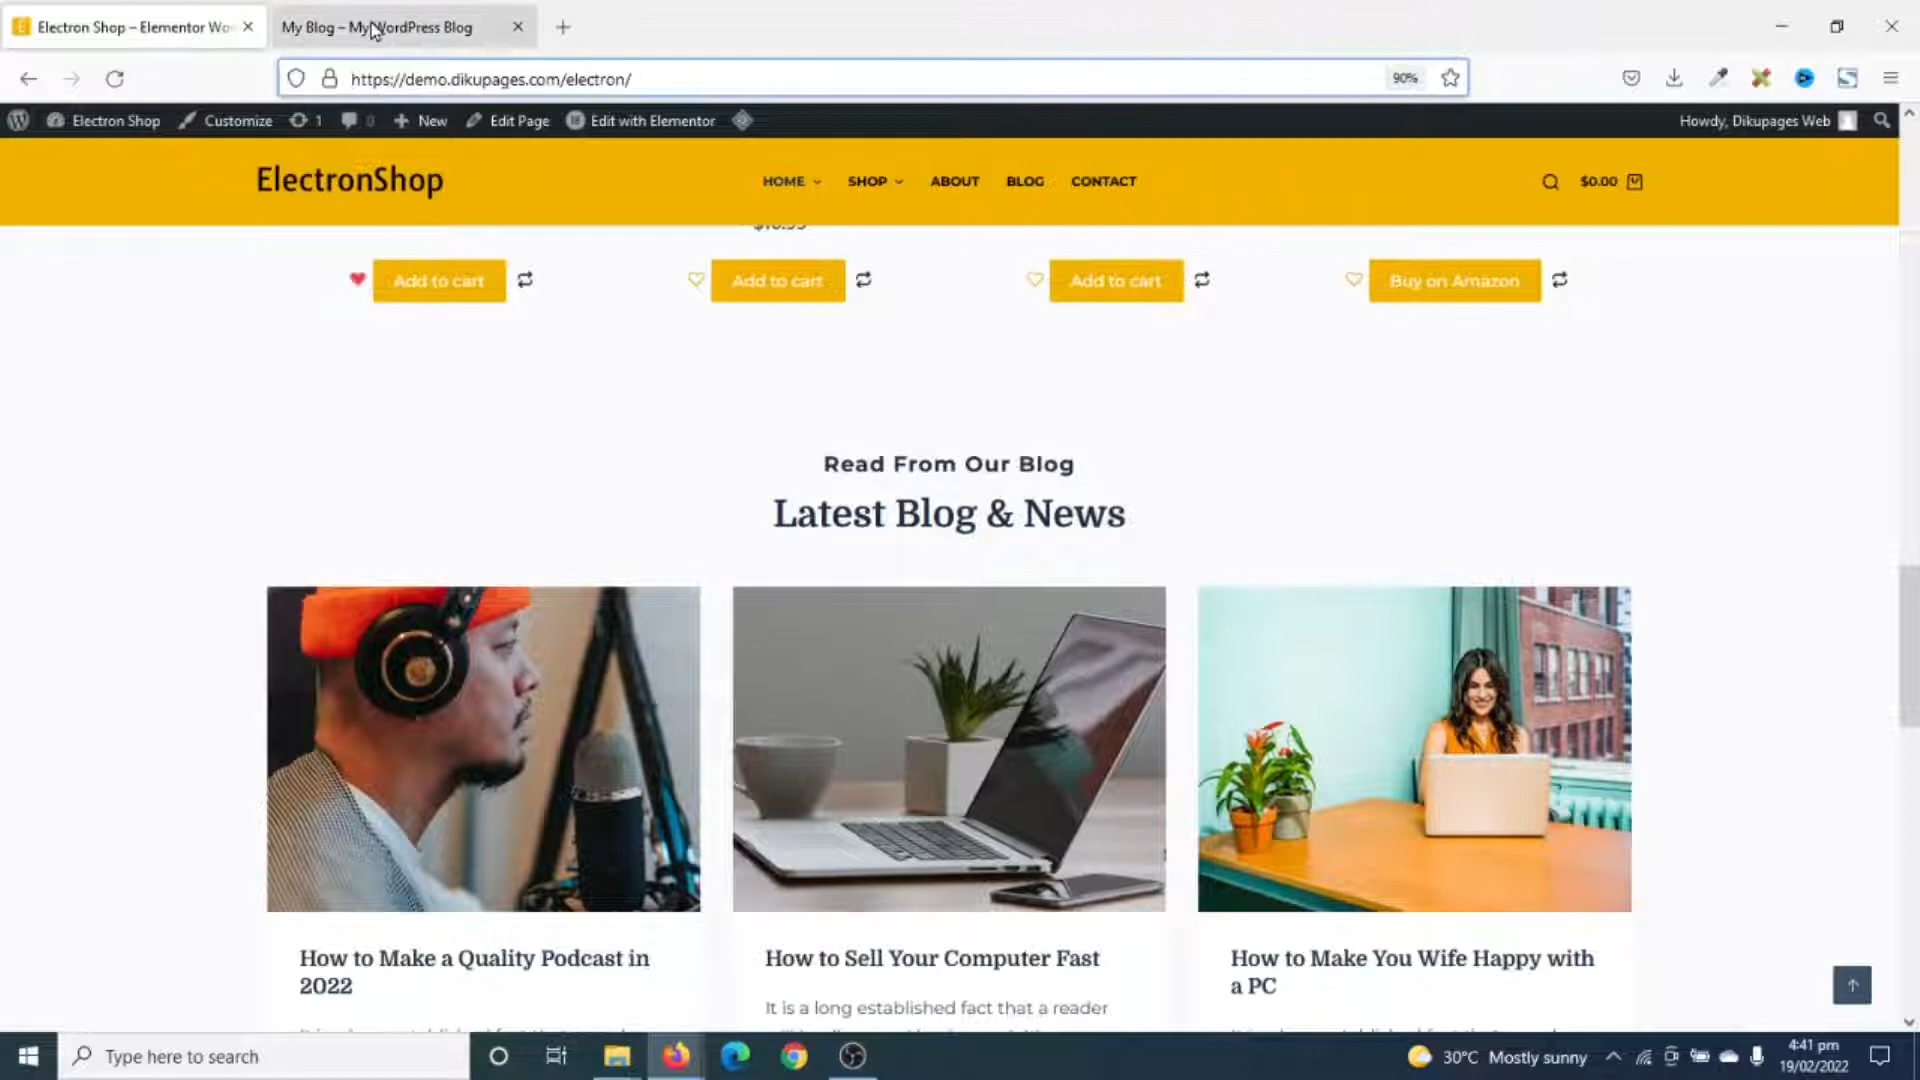 Electron Shop – Elementor Wo
My Blog – My WordPress Blog
https://demo.dikupages.com/electron/
90%
Electron Shop
Customize
1
0
New
Edit Page
Edit with Elementor
Howdy, Dikupages Web
ElectronShop
HOME
SHOP
ABOUT
BLOG
CONTACT
$0.00
Add to cart
Add to cart
Add to cart
Buy on Amazon
Read From Our Blog
Latest Blog & News
How to Make a Quality Podcast in
2022
How to Sell Your Computer Fast
It is a long established fact that a reader
How to Make You Wife Happy with
a PC
Type here to search
30°C Mostly sunny
4:41 pm
19/02/2022